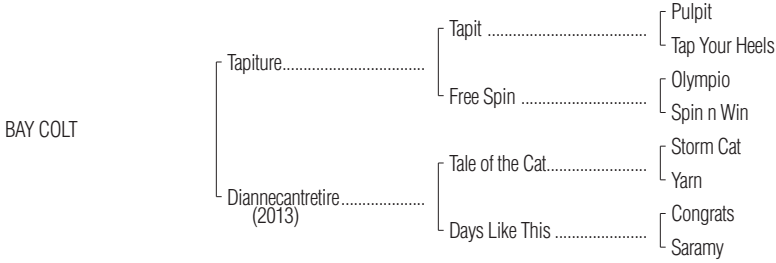 Pulpit
Tapit ................................
Tap Your Heels
Tapiture.............................
Olympio
Free Spin .........................
Spin n Win
BAY COLT
Storm Cat
Tale of the Cat....................
Yarn
Diannecantretire.................
(2013)
Congrats
Days Like This ...................
Saramy